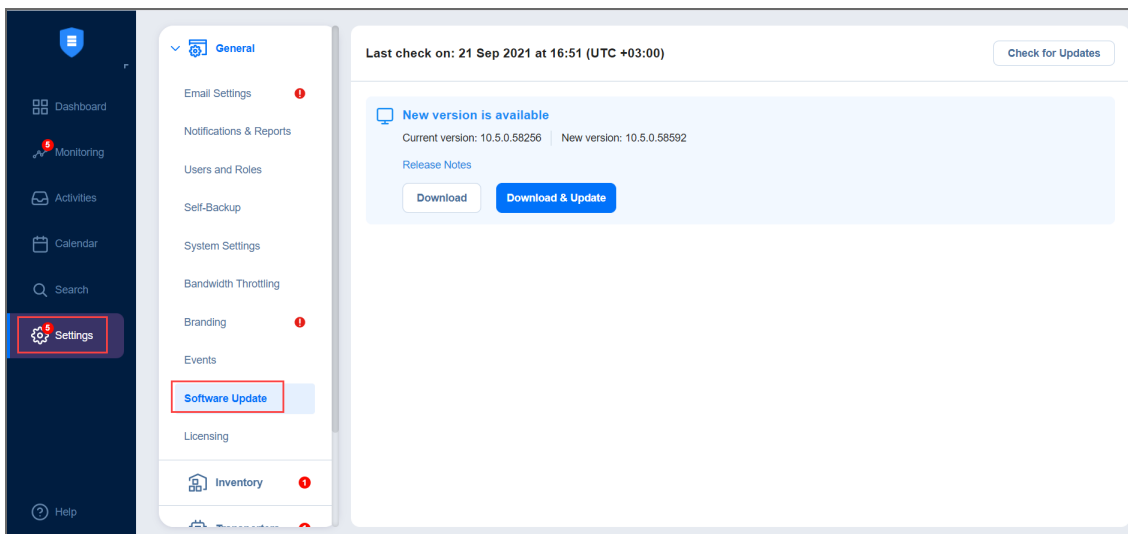 Dashboard
5
Monitoring
Activities
Calendar
Search
5
Settings
Help
General
Email Settings !
Notifications & Reports
Users and Roles
Self-Backup
System Settings
Bandwidth Throttling
Branding !
Events
Software Update
Licensing
Inventory 1
Last check on: 21 Sep 2021 at 16:51 (UTC +03:00)
Check for Updates
New version is available
Current version: 10.5.0.58256 New version: 10.5.0.58592
Release Notes
Download Download & Update